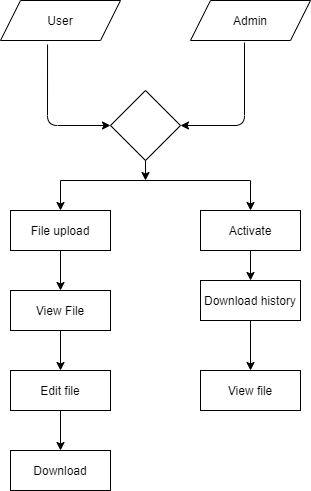 User
Admin
File upload
Activate
View File
Download history
Edit file
View file
Download